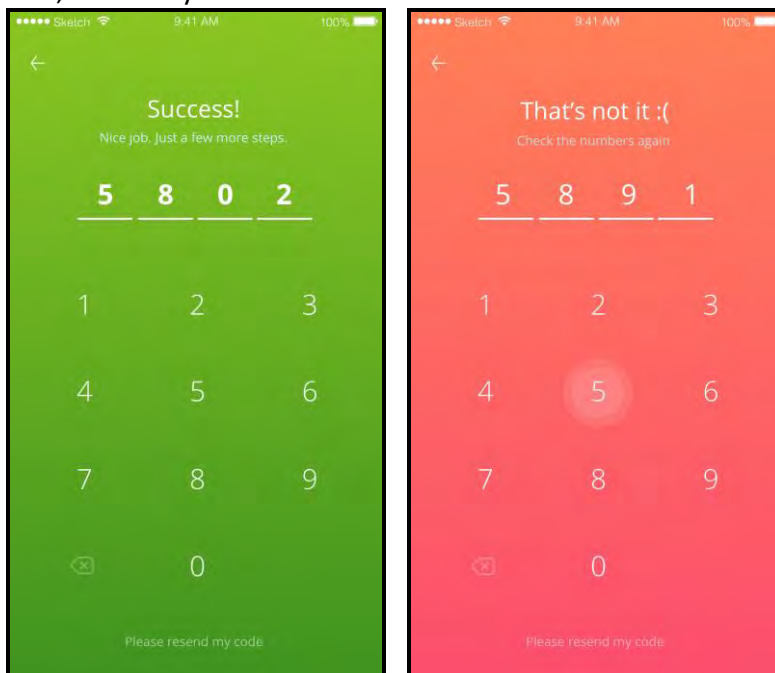 Sketch 9:41 AM 100%
Success!
Nice job. Just a few more steps.
5 8 0 2
1 2 3
4 5 6
7 8 9
0
Please resend my code
Sketch 9:41 AM 100%
That's not it :(
Check the numbers again
5 8 9 1
1 2 3
4 5 6
7 8 9
0
Please resend my code